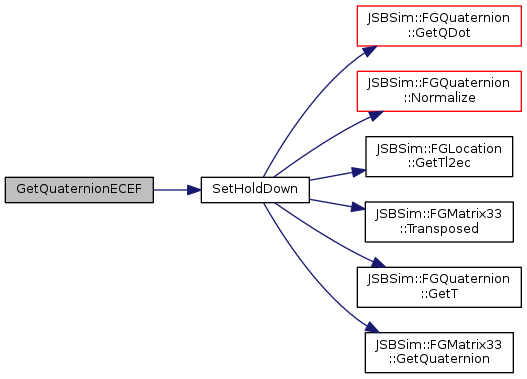 GetQuaternionECEF
SetHoldDown
JSBSim::FGQuaternion
::GetQDot
JSBSim::FGQuaternion
::Normalize
JSBSim::FGLocation
::GetTl2ec
JSBSim::FGMatrix33
::Transposed
JSBSim::FGQuaternion
::GetT
JSBSim::FGMatrix33
::GetQuaternion